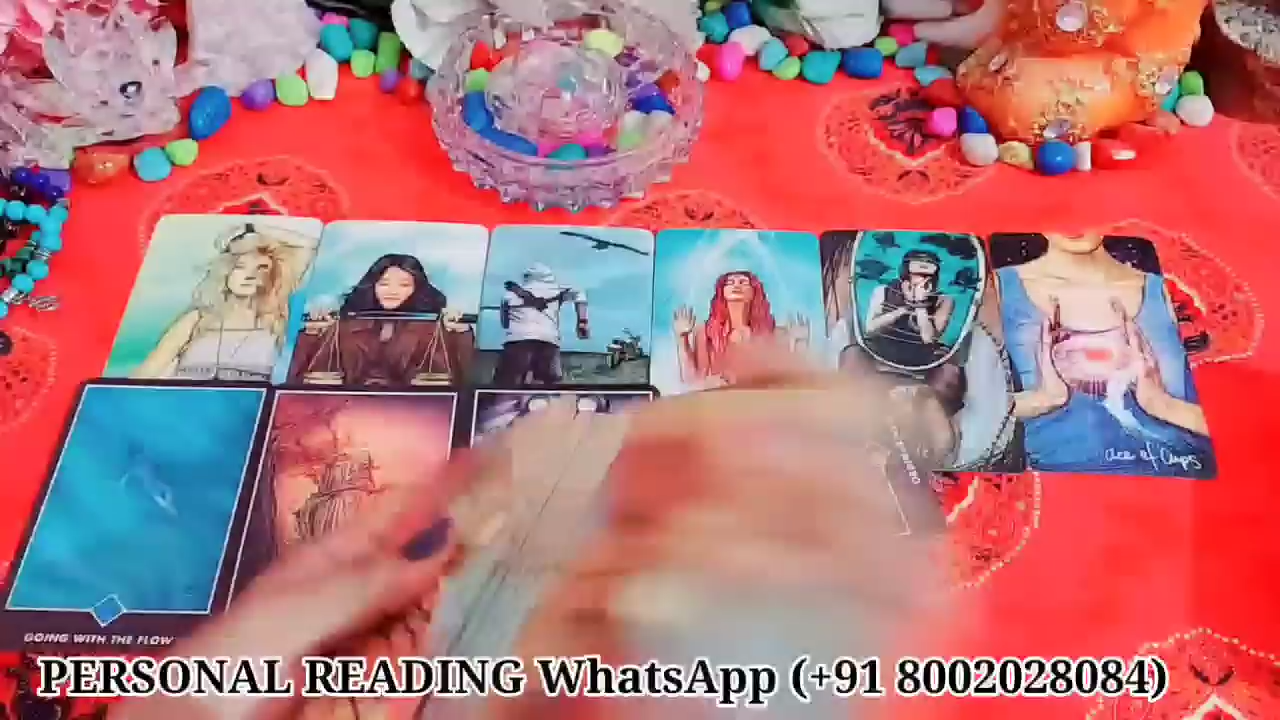 Ace of Cups
GOING WITH THE FLOW
PERSONAL READING WhatsApp (+91 8002028084)